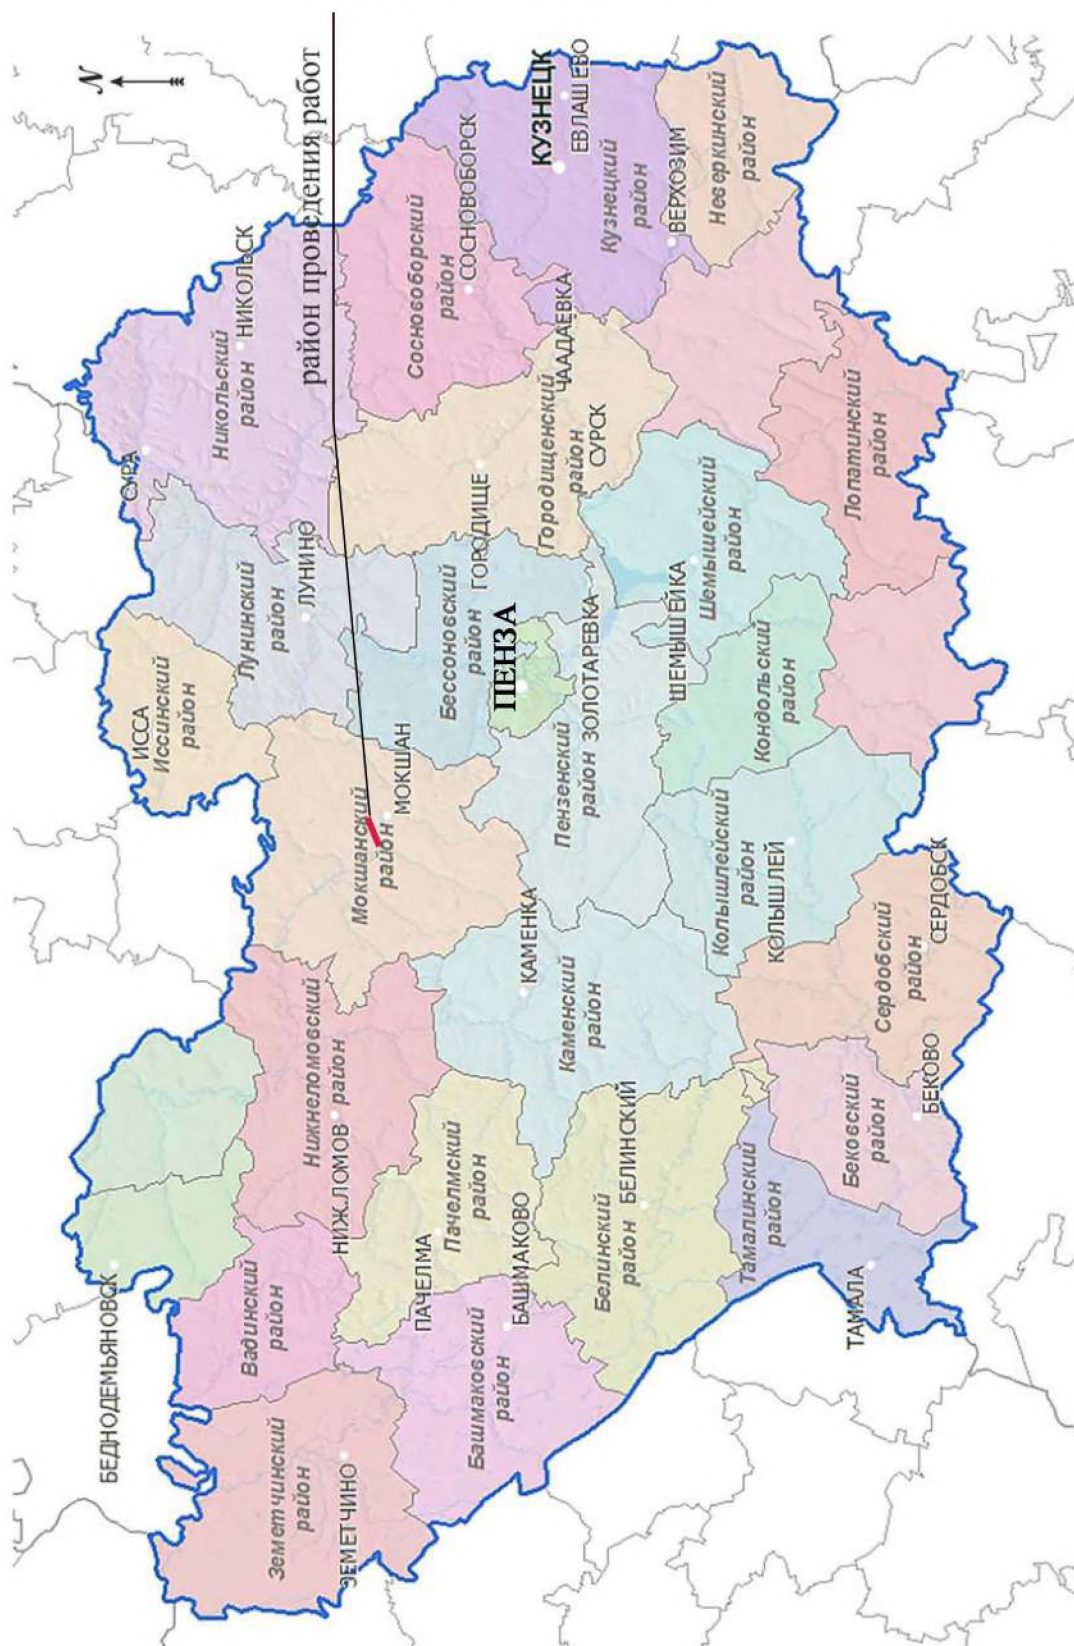 N
район проведения работ
БЕДНОДЕМЬЯНОВСК
ИССА
Иссинский
район
СУРА
Никольский
район
НИКОЛЬСК
Лунинский
район
ЛУНИНО
Земетчинский
район
ЗЕМЕТЧИНО
Вадинский
район
НИЖ.ЛОМОВ
Нижнеломовский
район
Мокшанский
район
МОКШАН
Сосновоборский
район
СОСНОВОБОРСК
Бессоновский
район
ГОРОДИЩЕ
Городищенский
район
ЧААДАЕВКА
СУРСК
КУЗНЕЦК
ЕВЛАШЕВО
Кузнецкий
район
ВЕРХОЗИМ
Неверкинский
район
ПАЧЕЛМА
Пачелмский
район
Башмаковский
район
БАШМАКОВО
КАМЕНКА
Каменский
район
ПЕНЗА
Пензенский
район
ЗОЛОТАРЕВКА
Белинский
район
БЕЛИНСКИЙ
ШЕМЫШЕЙКА
Шемышейский
район
Колышлейский
район
КОЛЫШЛЕЙ
Кондольский
район
Лопатинский
район
Тамалинский
район
ТАМАЛА
Бековский
район
БЕКОВО
Сердобский
район
СЕРДОБСК